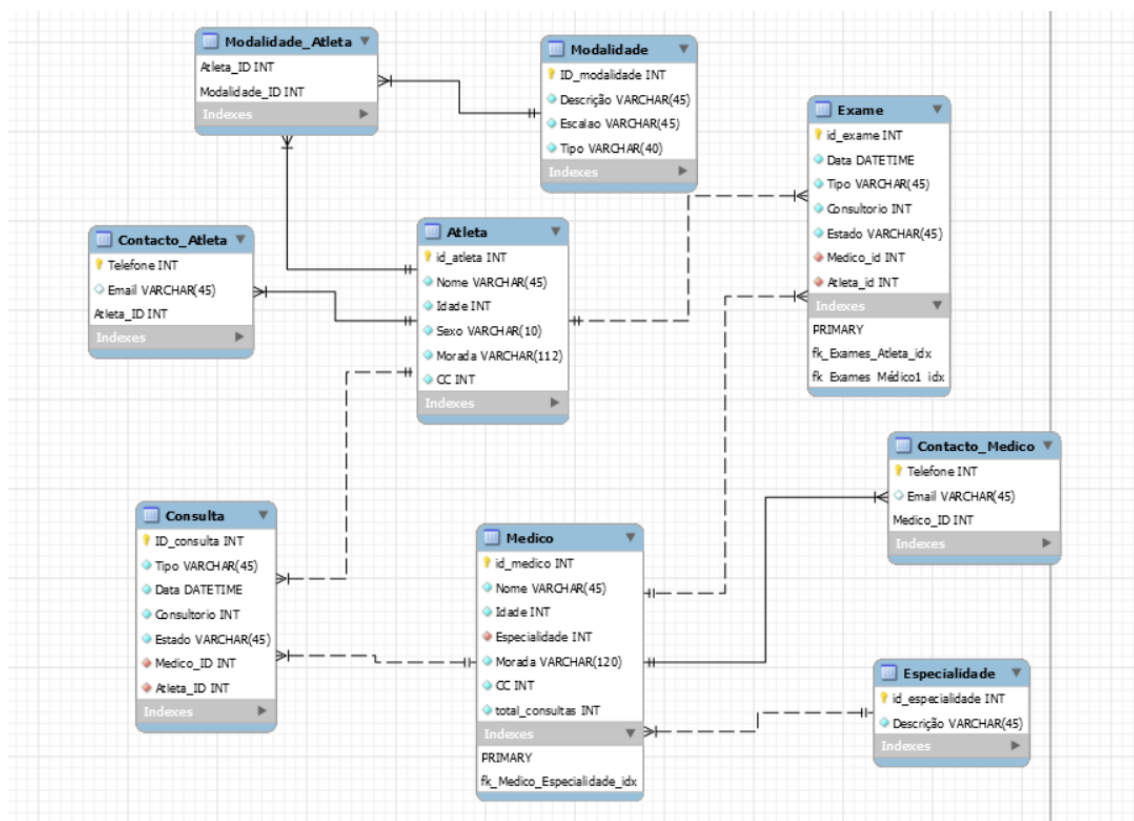 Modalidade_Atleta
Atleta_ID INT
Modalidade_ID INT
Indexes
Modalidade
ID_modalidade INT
Descrição VARCHAR(45)
Escalao VARCHAR(45)
Tipo VARCHAR(40)
Indexes
Exame
id_exame INT
Data DATETIME
Tipo VARCHAR(45)
Consultorio INT
Estado VARCHAR(45)
Medico_id INT
Atleta_id INT
Indexes
PRIMARY
fk_Exames_Atleta_idx
fk_Exames_Médico1_idx
Contacto_Atleta
Telefone INT
Email VARCHAR(45)
Atleta_ID INT
Indexes
Atleta
id_atleta INT
Nome VARCHAR(45)
Idade INT
Sexo VARCHAR(10)
Morada VARCHAR(112)
CC INT
Indexes
Contacto_Medico
Telefone INT
Email VARCHAR(45)
Medico_ID INT
Indexes
Consulta
ID_consulta INT
Tipo VARCHAR(45)
Data DATETIME
Consultorio INT
Estado VARCHAR(45)
Medico_ID INT
Atleta_ID INT
Indexes
Medico
id_medico INT
Nome VARCHAR(45)
Idade INT
Especialidade INT
Morada VARCHAR(120)
CC INT
total_consultas INT
Indexes
PRIMARY
fk_Medico_Especialidade_idx
Especialidade
id_especialidade INT
Descrição VARCHAR(45)
Indexes